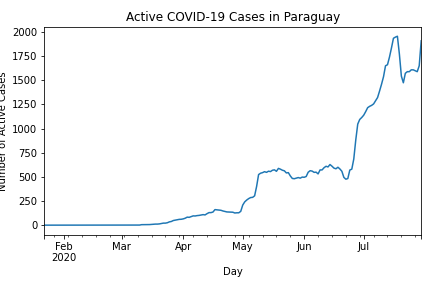 Active COVID-19 Cases in Paraguay
Number of Active Cases
2000
1750
1500
1250
1000
750
500
250
0
Feb
2020
Mar
Apr
May
Jun
Jul
Day